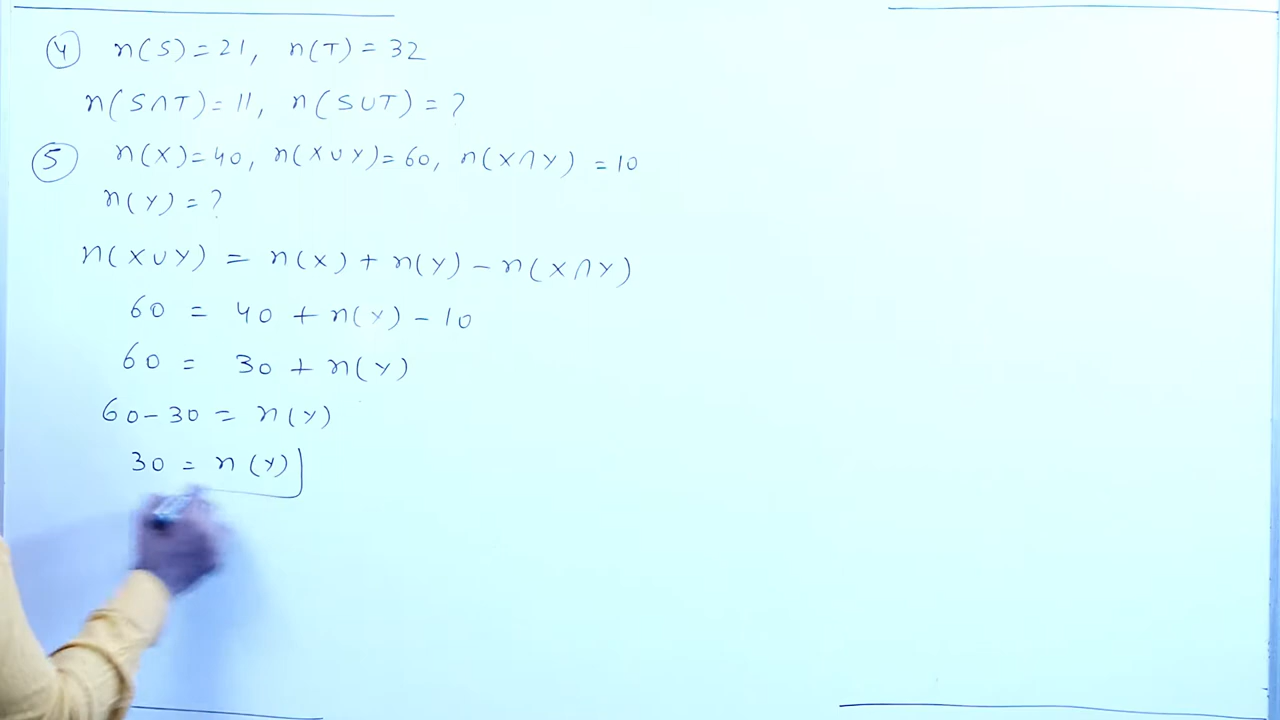 ④ n(S)=21, n(T)=32
n(S∩T)=11, n(S∪T)=?
⑤ n(X)=40, n(X∪Y)=60, n(X∩Y)=10
n(Y)=?
n(X∪Y) = n(X)+n(Y)-n(X∩Y)
60 = 40 + n(Y) - 10
60 = 30 + n(Y)
60-30 = n(Y)
30 = n(Y)